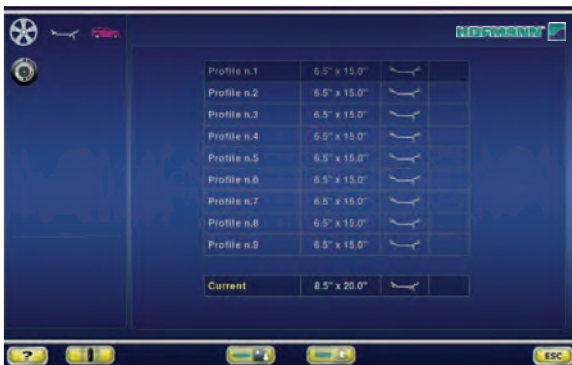 HOFMANN
Profile n.1 6.5" x 15.0"
Profile n.2 6.5" x 15.0"
Profile n.3 6.5" x 15.0"
Profile n.4 6.5" x 15.0"
Profile n.5 6.5" x 15.0"
Profile n.6 6.5" x 15.0"
Profile n.7 6.5" x 15.0"
Profile n.8 6.5" x 15.0"
Profile n.9 6.5" x 15.0"
Current 8.5" x 20.0"
? ESC